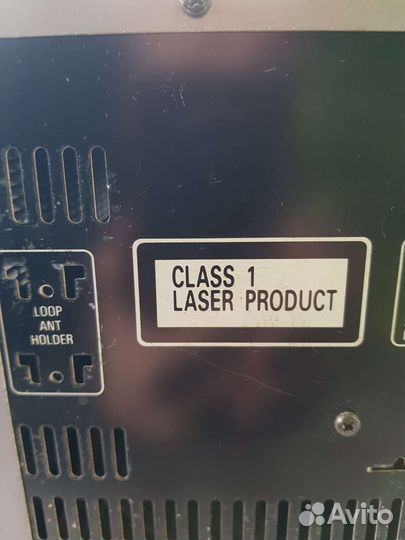 CLASS 1
LASER PRODUCT
LOOP
ANT
HOLDER
Avito